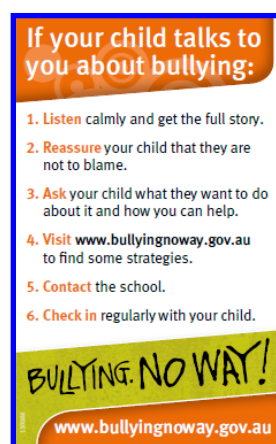 If your child talks to
you about bullying:
1. Listen calmly and get the full story.
2. Reassure your child that they are
not to blame.
3. Ask your child what they want to do
about it and how you can help.
4. Visit www.bullyingnoway.gov.au
to find some strategies.
5. Contact the school.
6. Check in regularly with your child.
BULLYING. NO WAY!
www.bullyingnoway.gov.au